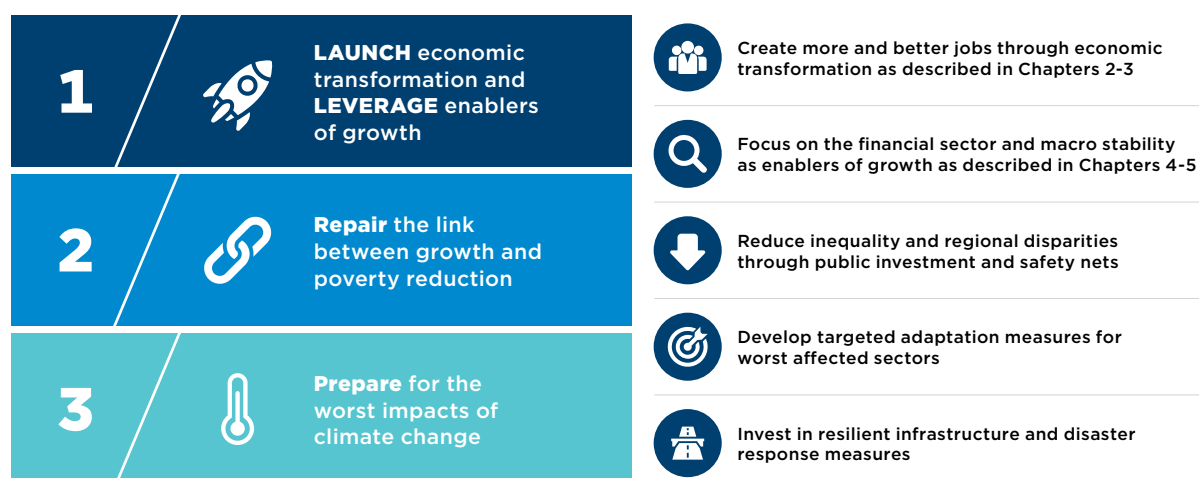 1
LAUNCH economic
transformation and
LEVERAGE enablers
of growth
2
Repair the link
between growth and
poverty reduction
3
Prepare for the
worst impacts of
climate change
Create more and better jobs through economic
transformation as described in Chapters 2-3
Focus on the financial sector and macro stability
as enablers of growth as described in Chapters 4-5
Reduce inequality and regional disparities
through public investment and safety nets
Develop targeted adaptation measures for
worst affected sectors
Invest in resilient infrastructure and disaster
response measures